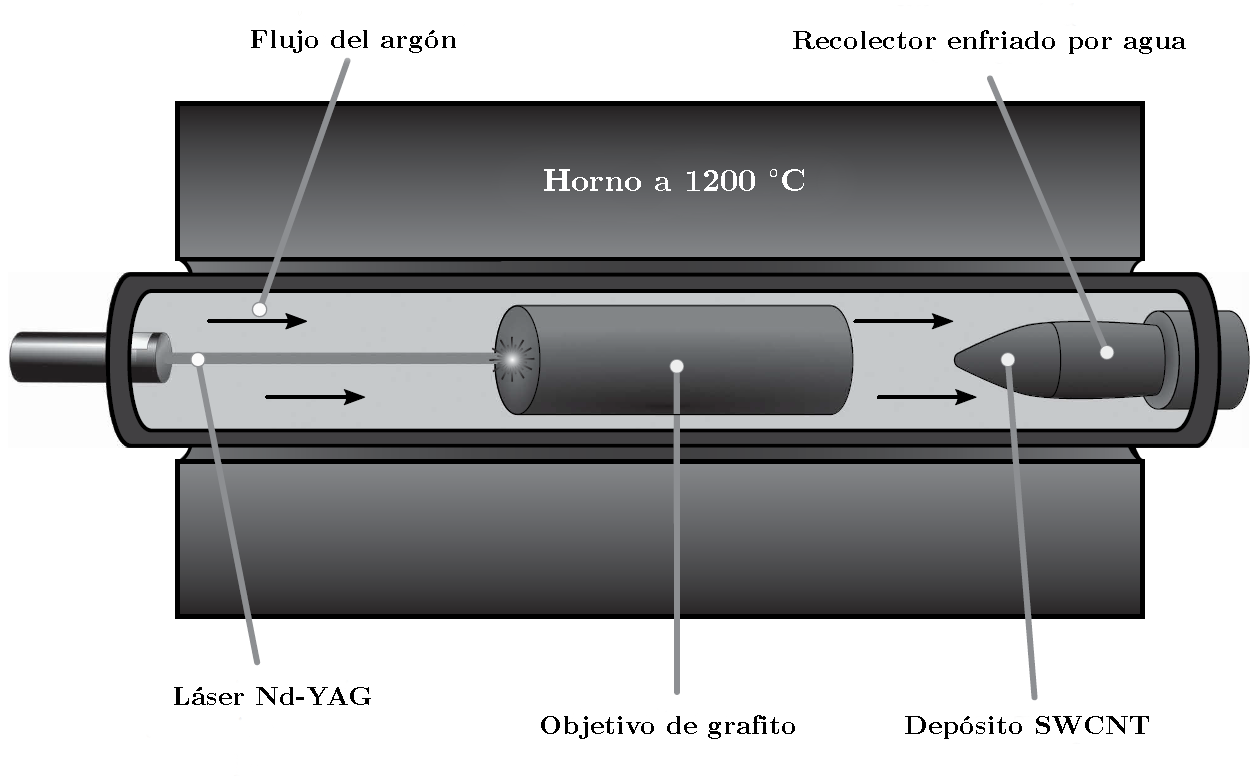 Flujo del argón
Recolector enfriado por agua
Horno a 1200 °C
Láser Nd-YAG
Objetivo de grafito
Depósito SWCNT